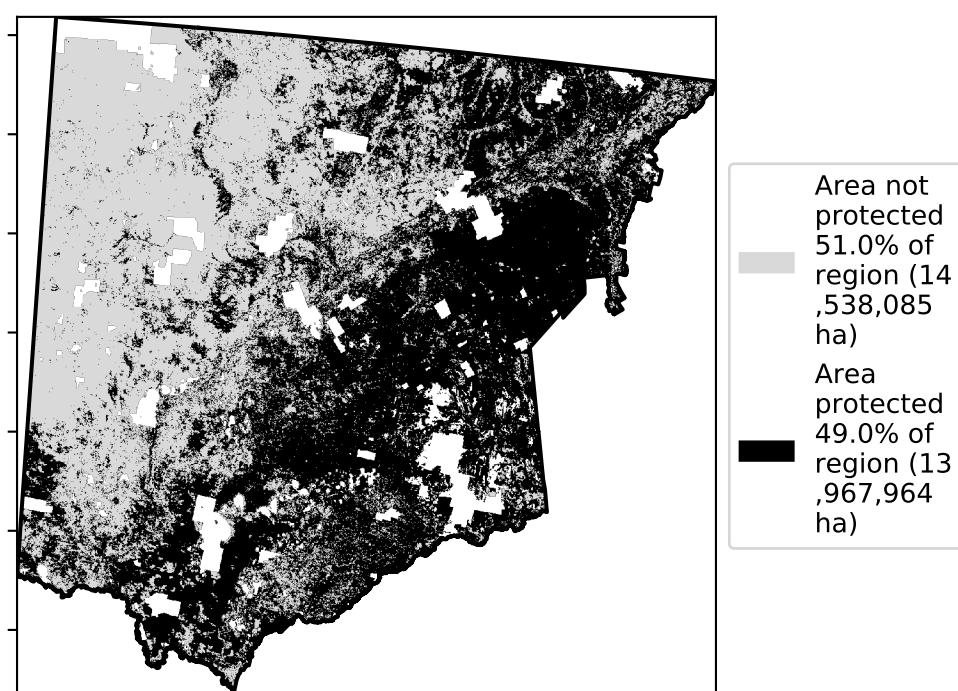 Area not
protected
51.0% of
region (14
,538,085
ha)
Area
protected
49.0% of
region (13
,967,964
ha)